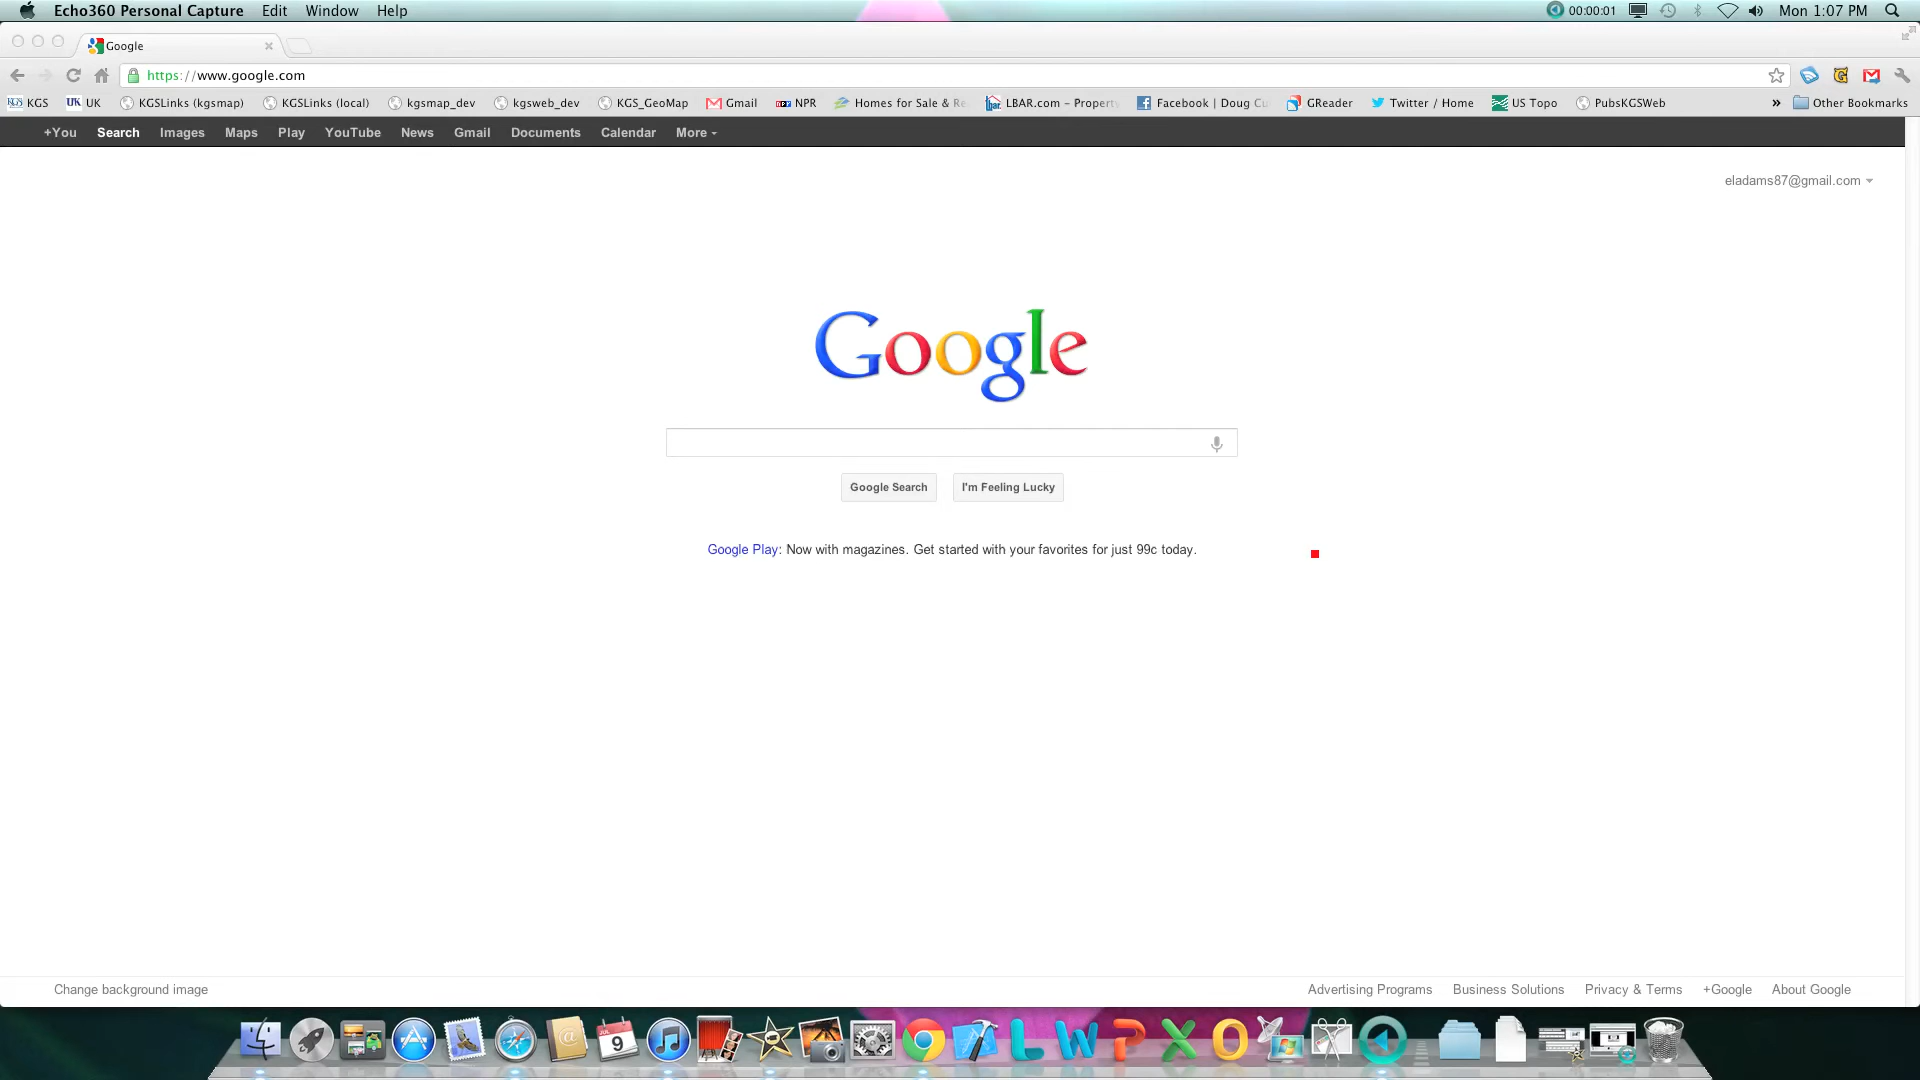 Echo360 Personal Capture Edit Window Help 00:00:01 Mon 1:07 PM
Google
https://www.google.com
KGS UK KGSLinks (kgsmap) KGSLinks (local) kgsmap_dev kgsweb_dev KGS_GeoMap Gmail NPR Homes for Sale & Re LBAR.com – Propert Facebook | Doug Cu GReader Twitter / Home US Topo PubsKGSWeb » Other Bookmarks
+You Search Images Maps Play YouTube News Gmail Documents Calendar More
eladams87@gmail.com
Google
Google Search I'm Feeling Lucky
Google Play: Now with magazines. Get started with your favorites for just 99c today.
Change background image Advertising Programs Business Solutions Privacy & Terms +Google About Google
JUL
9